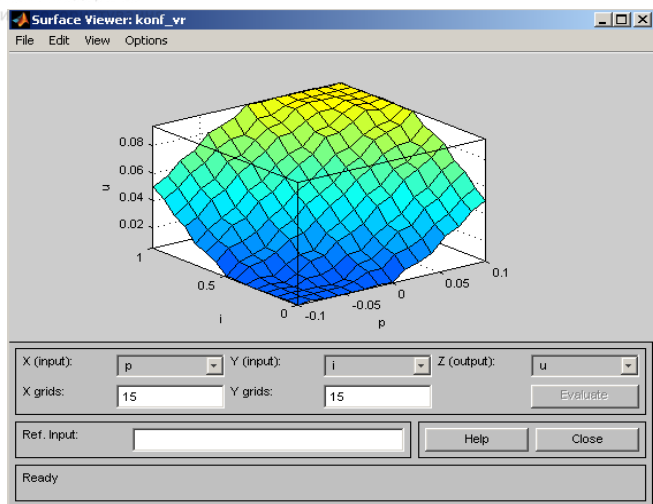 Surface Viewer: konf_vr
File Edit View Options
0.08
0.06
0.04
0.02
u
1
0.5
0
i
-0.1
-0.05
0
0.05
0.1
p
X (input): p Y (input): i Z (output): u
X grids: 15 Y grids: 15 Evaluate
Ref. Input: Help Close
Ready